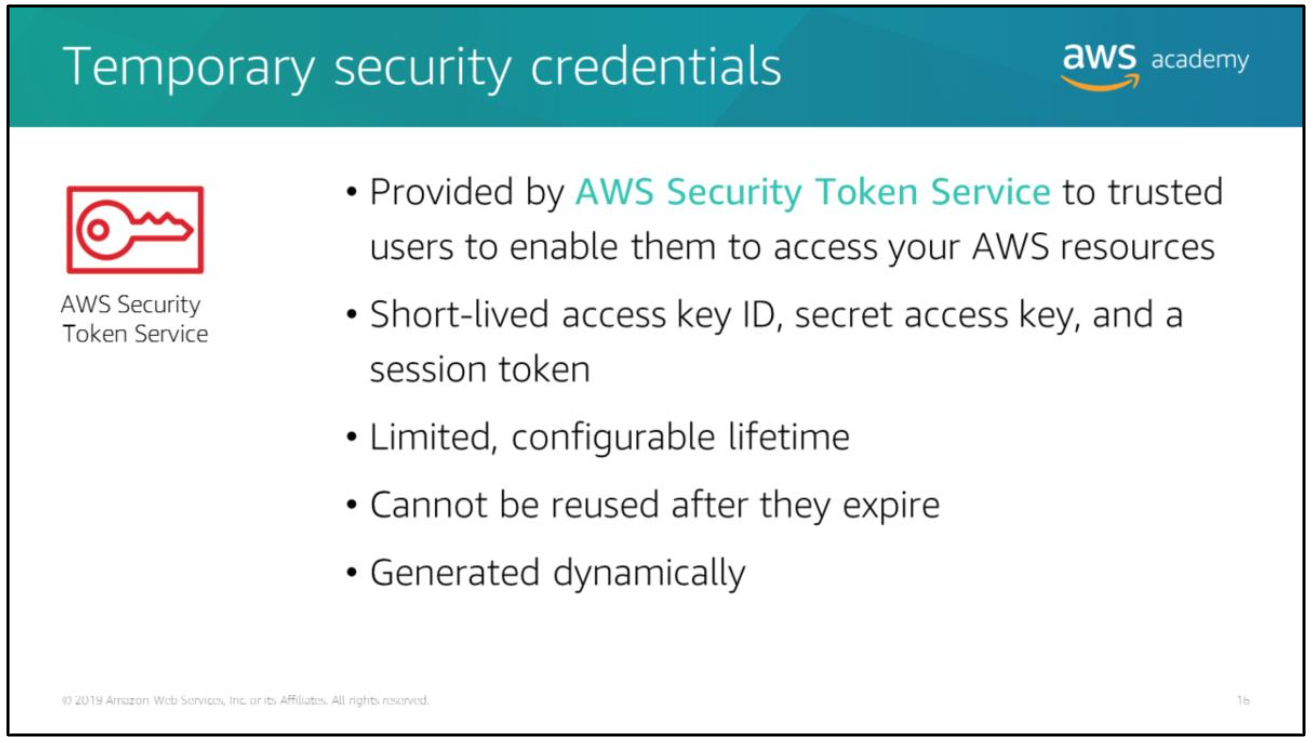 Temporary security credentials
aws academy
AWS Security
Token Service
• Provided by AWS Security Token Service to trusted
users to enable them to access your AWS resources
• Short-lived access key ID, secret access key, and a
session token
• Limited, configurable lifetime
• Cannot be reused after they expire
• Generated dynamically
© 2019 Amazon Web Services, Inc. or its Affiliates. All rights reserved.
16